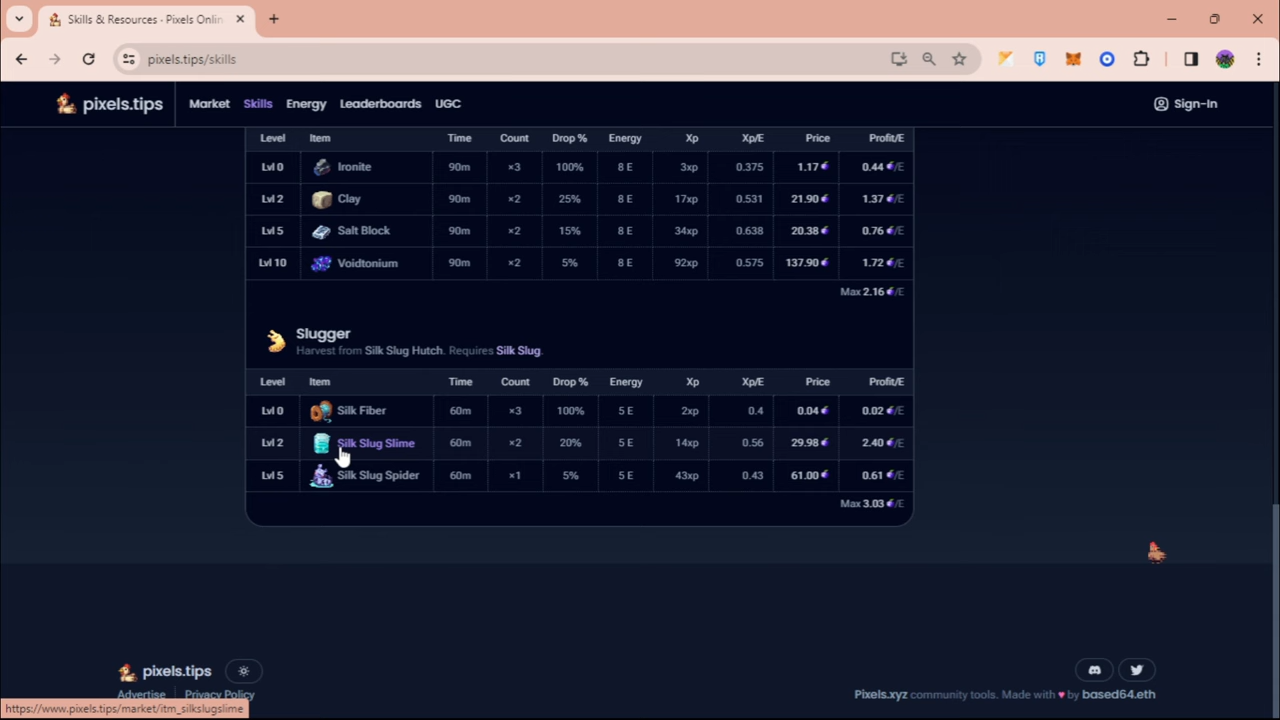 Skills & Resources · Pixels Onlin
pixels.tips/skills
pixels.tips Market Skills Energy Leaderboards UGC Sign-In
Level Item Time Count Drop % Energy Xp Xp/E Price Profit/E
Lvl 0 Ironite 90m ×3 100% 8 E 3xp 0.375 1.17 0.44 /E
Lvl 2 Clay 90m ×2 25% 8 E 17xp 0.531 21.90 1.37 /E
Lvl 5 Salt Block 90m ×2 15% 8 E 34xp 0.638 20.38 0.76 /E
Lvl 10 Voidtonium 90m ×2 5% 8 E 92xp 0.575 137.90 1.72 /E
Max 2.16 /E
Slugger
Harvest from Silk Slug Hutch. Requires Silk Slug.
Level Item Time Count Drop % Energy Xp Xp/E Price Profit/E
Lvl 0 Silk Fiber 60m ×3 100% 5 E 2xp 0.4 0.04 0.02 /E
Lvl 2 Silk Slug Slime 60m ×2 20% 5 E 14xp 0.56 29.98 2.40 /E
Lvl 5 Silk Slug Spider 60m ×1 5% 5 E 43xp 0.43 61.00 0.61 /E
Max 3.03 /E
pixels.tips
Advertise Privacy Policy
Pixels.xyz community tools. Made with ♥ by based64.eth
https://www.pixels.tips/market/itm_silkslugslime